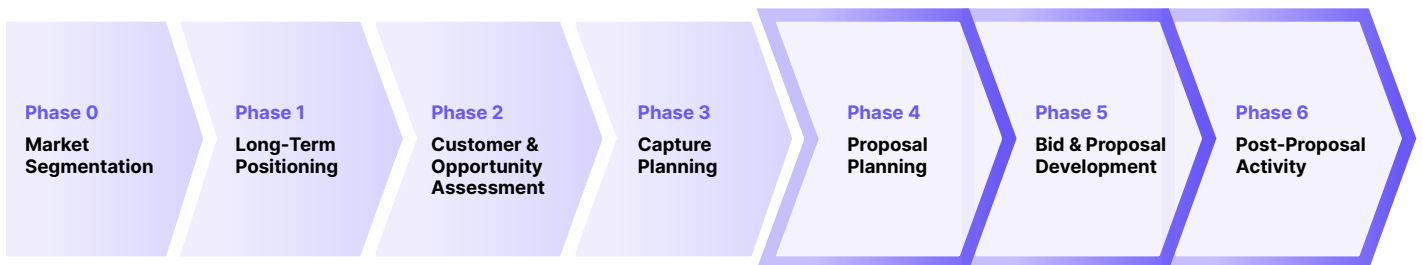 Phase 0
Market
Segmentation
Phase 1
Long-Term
Positioning
Phase 2
Customer &
Opportunity
Assessment
Phase 3
Capture
Planning
Phase 4
Proposal
Planning
Phase 5
Bid & Proposal
Development
Phase 6
Post-Proposal
Activity